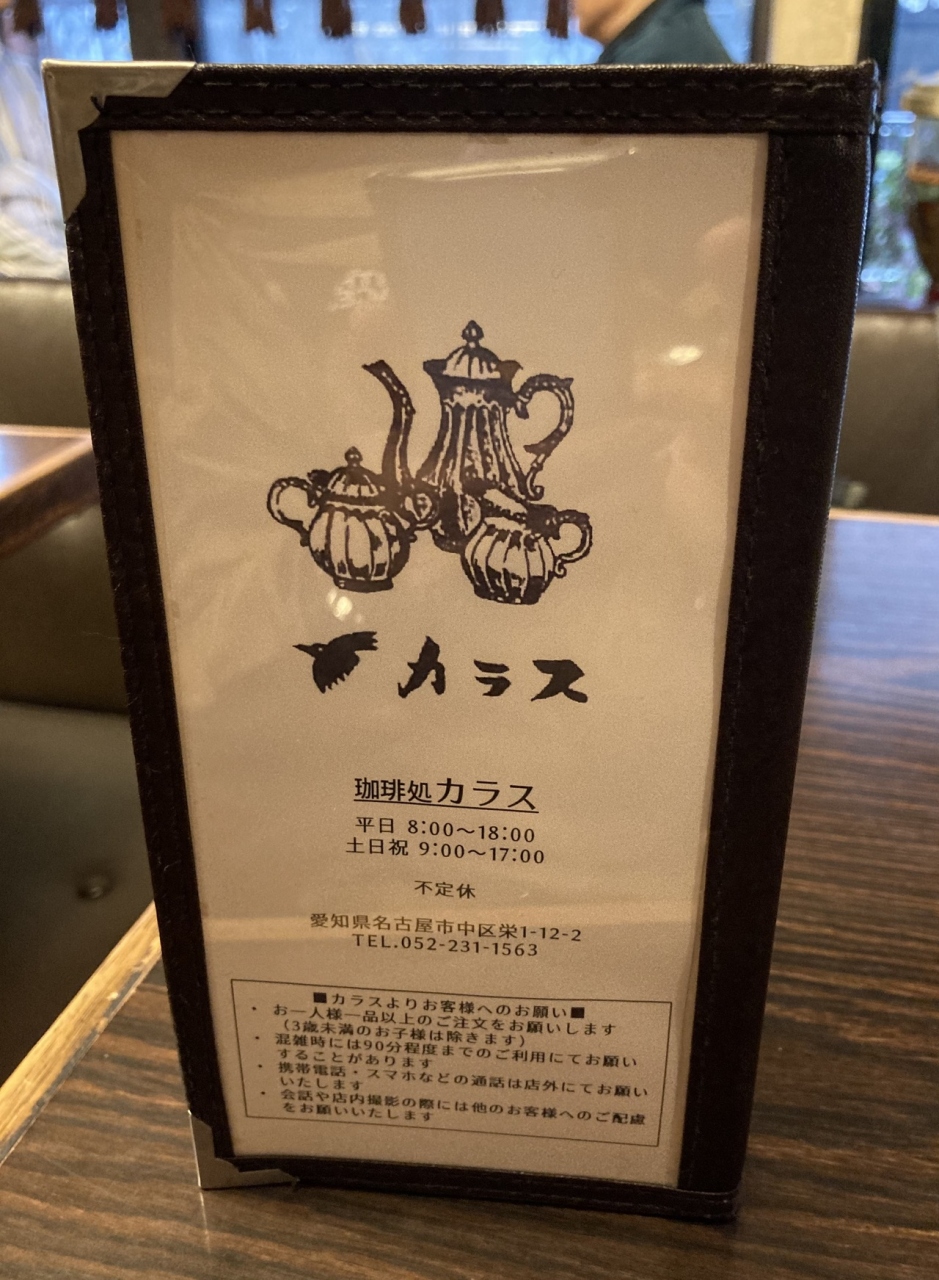 カラス
珈琲処カラス
平日 8:00～18:00
土日祝 9:00～17:00
不定休
愛知県名古屋市中区栄1-12-2
TEL.052-231-1563
■カラスよりお客様へのお願い■
・ お一人様一品以上のご注文をお願いします
（3歳未満のお子様は除きます）
・ 混雑時には90分程度までのご利用にてお願い
することがあります
・ 携帯電話・スマホなどの通話は店外にてお願い
いたします
・ 会話や店内撮影の際には他のお客様へのご配慮
をお願いいたします